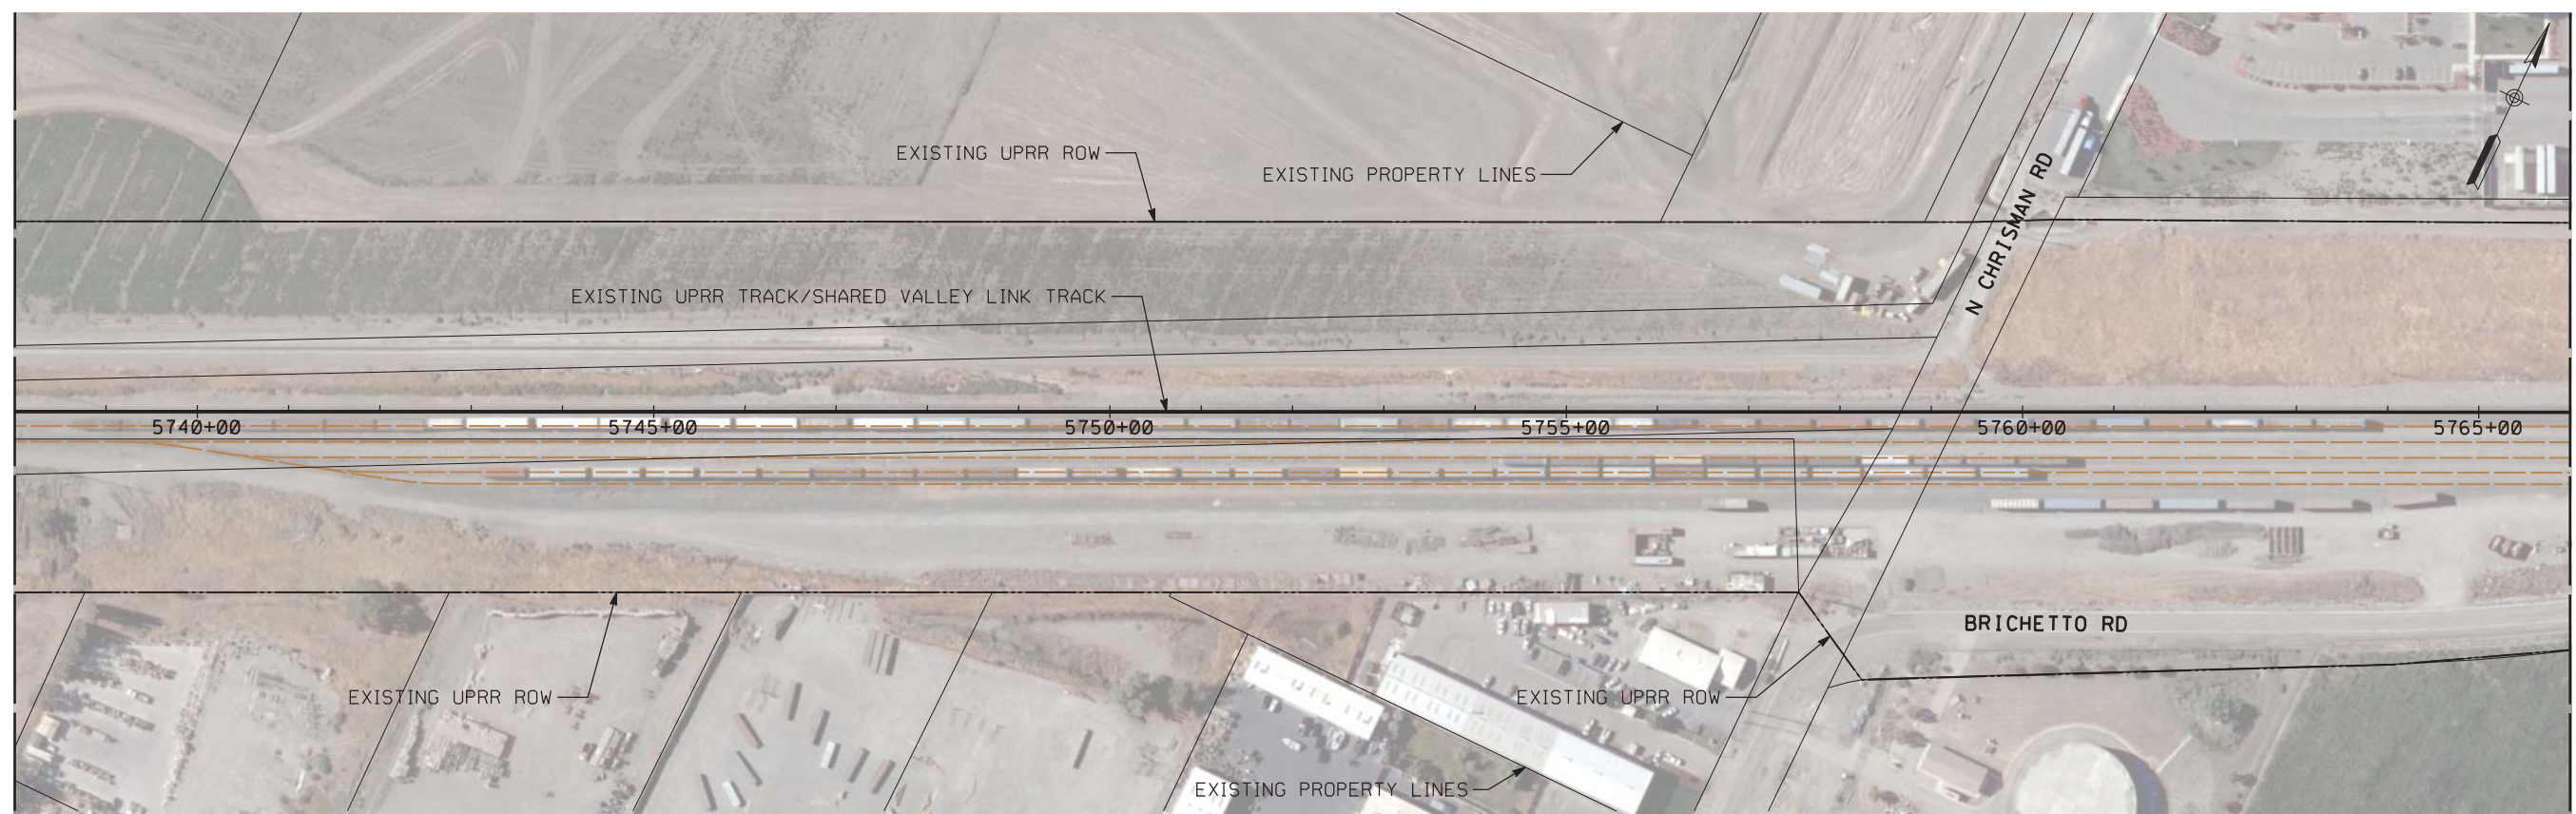 EXISTING UPRR ROW
EXISTING PROPERTY LINES
N CHRISMAN RD
EXISTING UPRR TRACK/SHARED VALLEY LINK TRACK
5740+00
5745+00
5750+00
5755+00
5760+00
5765+00
BRICHETTO RD
EXISTING UPRR ROW
EXISTING UPRR ROW
EXISTING PROPERTY LINES